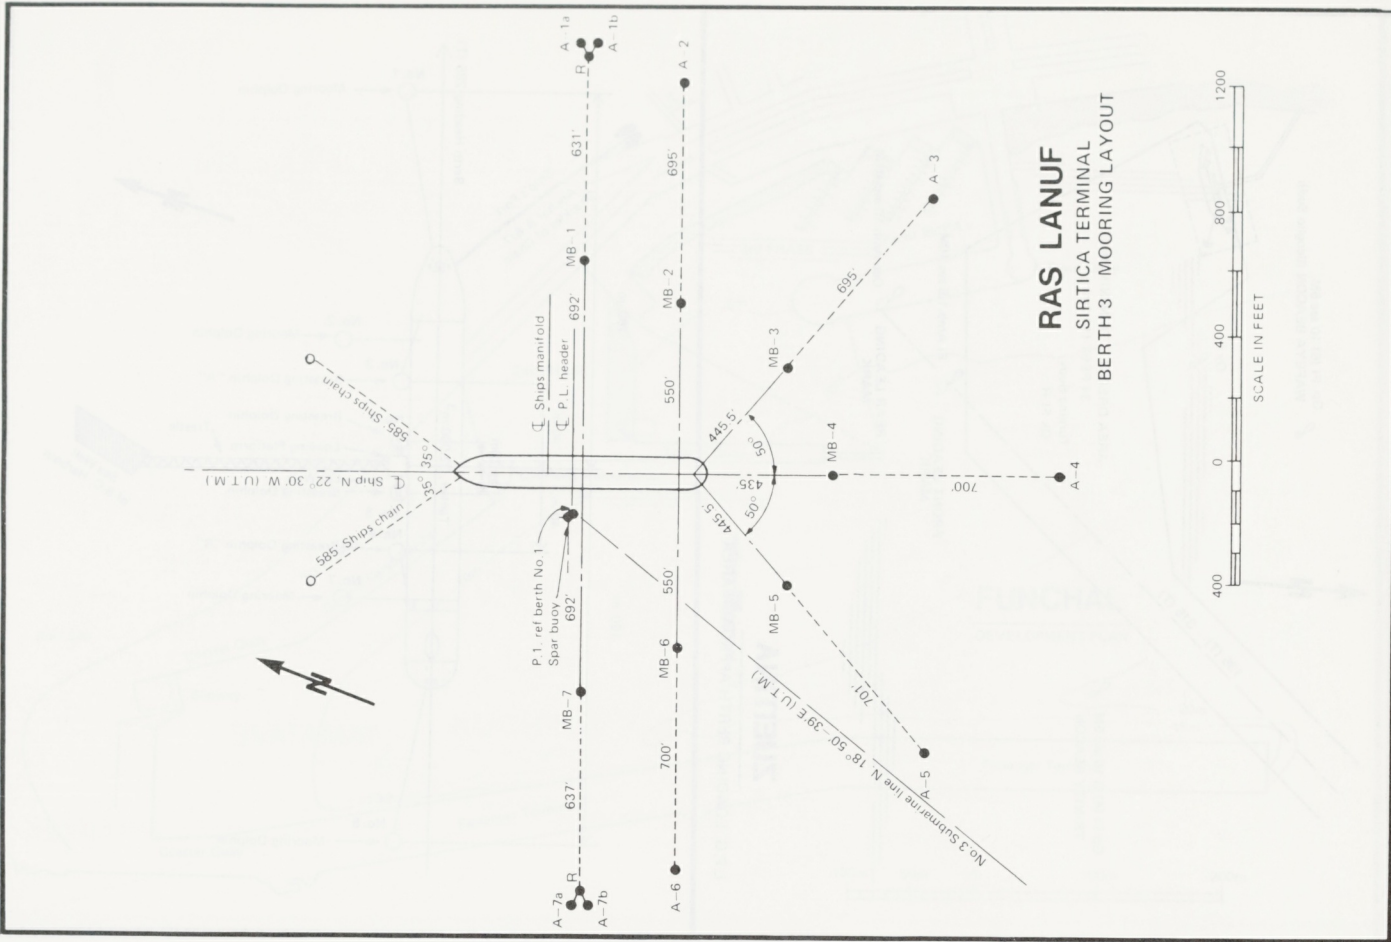 RAS LANUF
SIRTICA TERMINAL
BERTH 3 - MOORING LAYOUT
A-1a
A-1b
R
A-2
631'
695'
A-3
MB-1
MB-2
692'
695'
℄ Ships manifold
℄ P.L. header
550'
MB-3
585' Ships chain
445.5'
50°
MB-4
35°
℄ Ship N. 22° 30' W. (U.T.M.)
35°
435'
700'
A-4
50°
445.5'
585' Ships chain
P.1. ref berth No.1
Spar buoy
692'
550'
MB-5
MB-6
MB-7
N
701'
No.3 Submarine line N. 18° 50'-39"E (U.T.M.)
A-5
637'
700'
R
A-6
A-7a
A-7b
400
0
400
800
1200
SCALE IN FEET